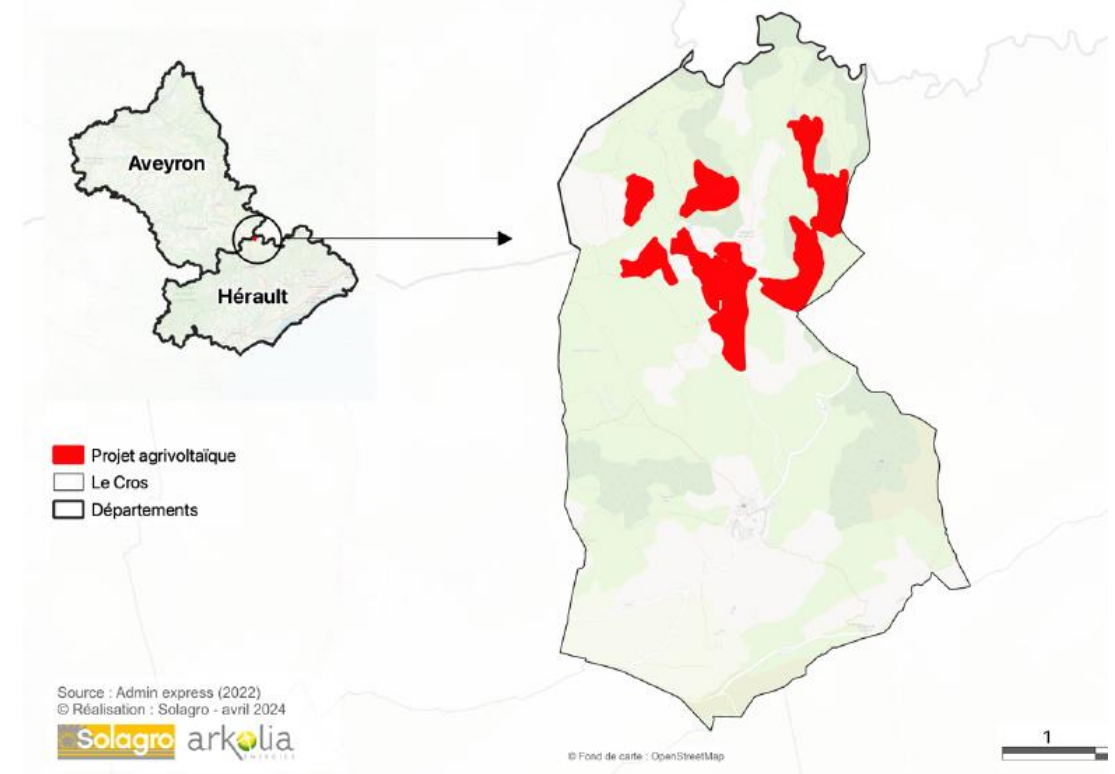 Aveyron
Hérault
Projet agrivoltaïque
Le Cros
Départements
Source : Admin express (2022)
© Réalisation : Solagro - avril 2024
Solagro arkolia
ENERGIES
© Fond de carte : OpenStreetMap
1